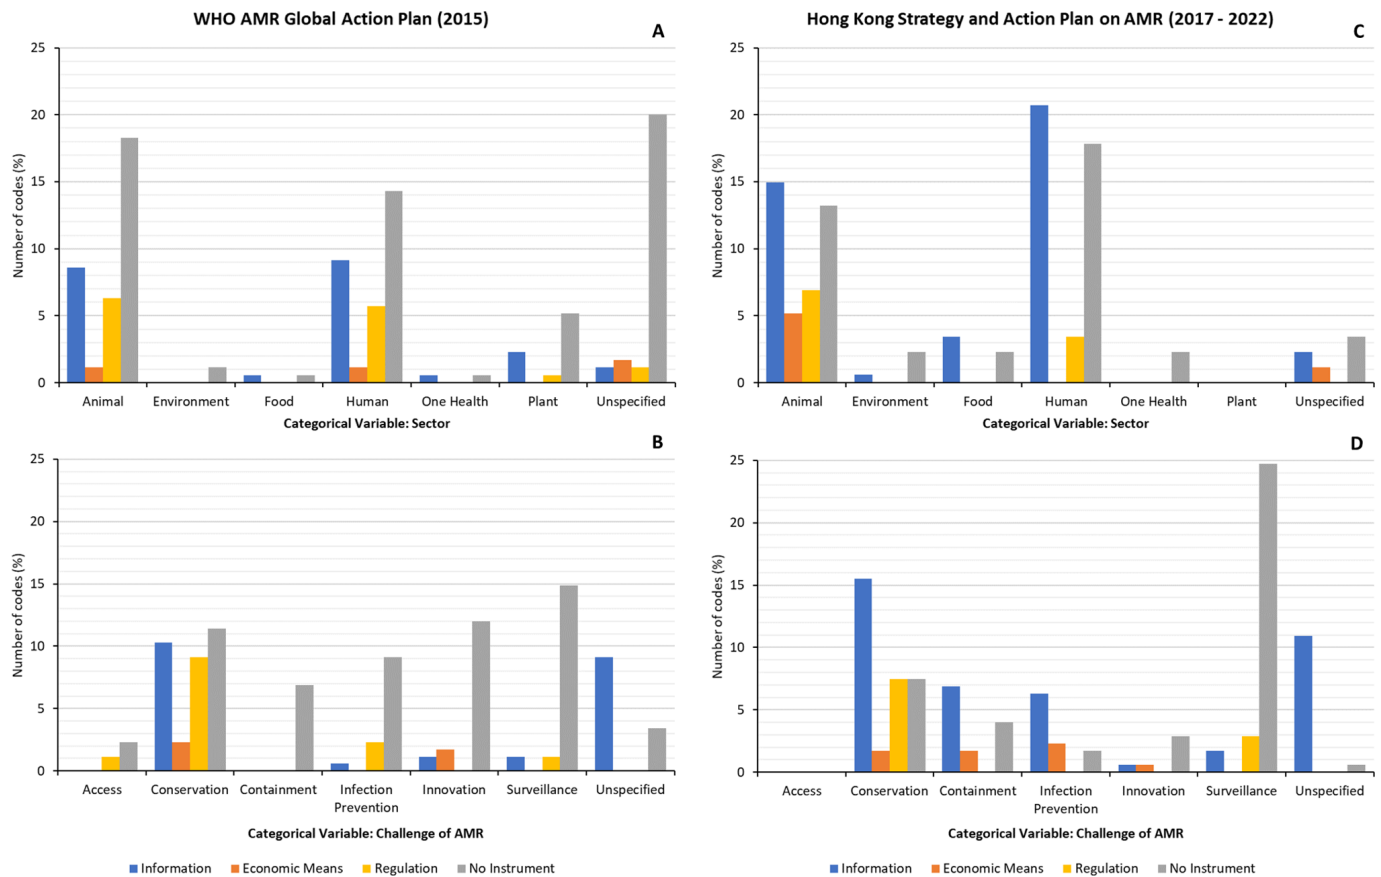 WHO AMR Global Action Plan (2015)
A
25
20
15
10
5
0
Number of codes (%)
Animal Environment Food Human One Health Plant Unspecified
Categorical Variable: Sector
Hong Kong Strategy and Action Plan on AMR (2017 - 2022)
C
25
20
15
10
5
0
Number of codes (%)
Animal Environment Food Human One Health Plant Unspecified
Categorical Variable: Sector
B
25
20
15
10
5
0
Number of codes (%)
Access Conservation Containment Infection Innovation Surveillance Unspecified
Prevention
Categorical Variable: Challenge of AMR
Information Economic Means Regulation No Instrument
D
25
20
15
10
5
0
Number of codes (%)
Access Conservation Containment Infection Innovation Surveillance Unspecified
Prevention
Categorical Variable: Challenge of AMR
Information Economic Means Regulation No Instrument